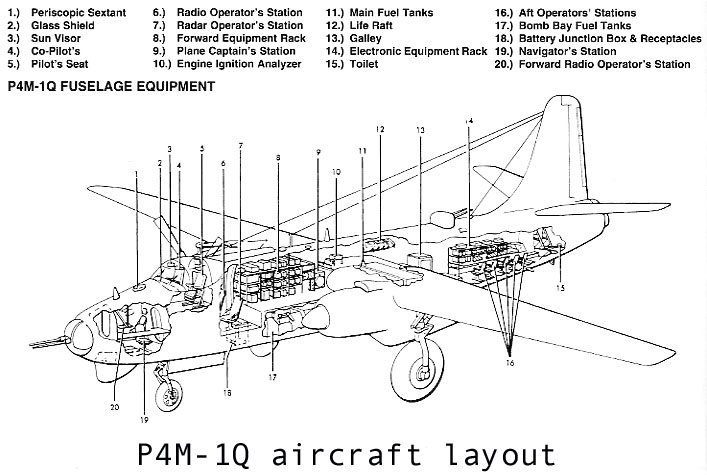 1.) Periscopic Sextant 6.) Radio Operator's Station 11.) Main Fuel Tanks 16.) Aft Operators' Stations
2.) Glass Shield 7.) Radar Operator's Station 12.) Life Raft 17.) Bomb Bay Fuel Tanks
3.) Sun Visor 8.) Forward Equipment Rack 13.) Galley 18.) Battery Junction Box & Receptacles
4.) Co-Pilot's 9.) Plane Captain's Station 14.) Electronic Equipment Rack 19.) Navigator's Station
5.) Pilot's Seat 10.) Engine Ignition Analyzer 15.) Toilet 20.) Forward Radio Operator's Station
P4M-1Q FUSELAGE EQUIPMENT
14
12
13
7
3
5
9
11
2
4
6
8
10
1
15
16
17
18
20
19
P4M-1Q aircraft layout